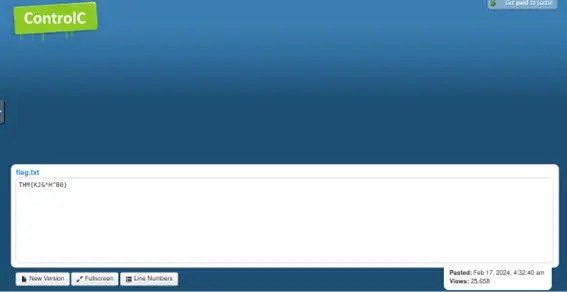 Get paid to paste!
ControlC
flag.txt
THM{KJ&*H^B0}
New Version
Fullscreen
Line Numbers
Pasted: Feb 17, 2024, 4:32:40 am
Views: 25,658